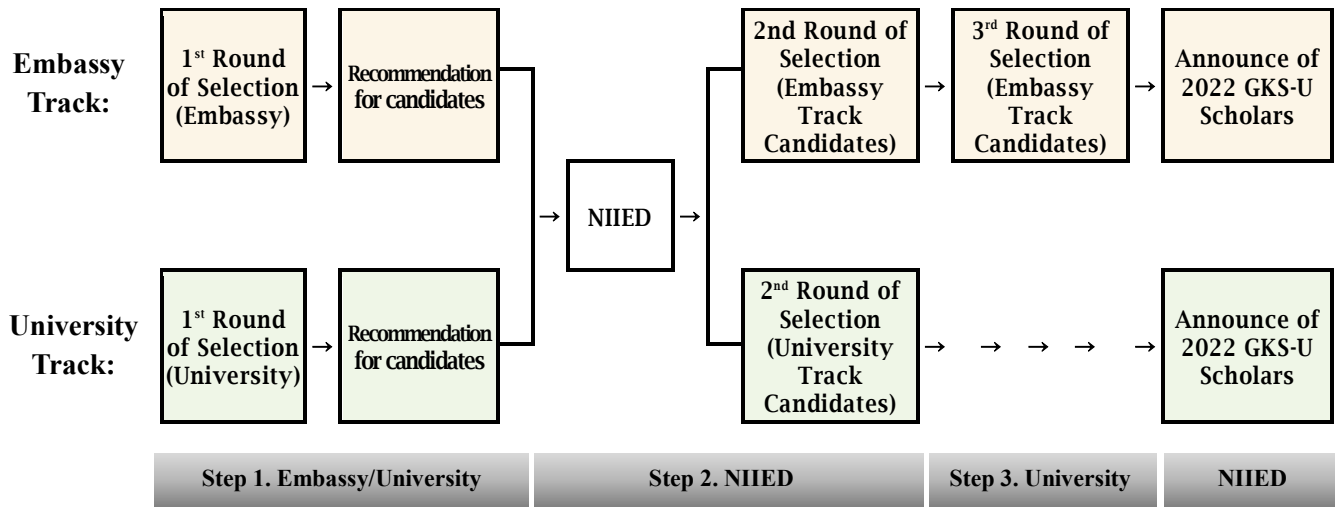 Embassy
Track:
1st Round
of Selection
(Embassy)
→
Recommendation
for candidates
→
NIIED
→
2nd Round of
Selection
(Embassy
Track
Candidates)
→
3rd Round of
Selection
(Embassy
Track
Candidates)
→
Announce of
2022 GKS-U
Scholars
University
Track:
1st Round
of Selection
(University)
→
Recommendation
for candidates
2nd Round of
Selection
(University
Track
Candidates)
→ → → → →
Announce of
2022 GKS-U
Scholars
Step 1. Embassy/University
Step 2. NIIED
Step 3. University
NIIED